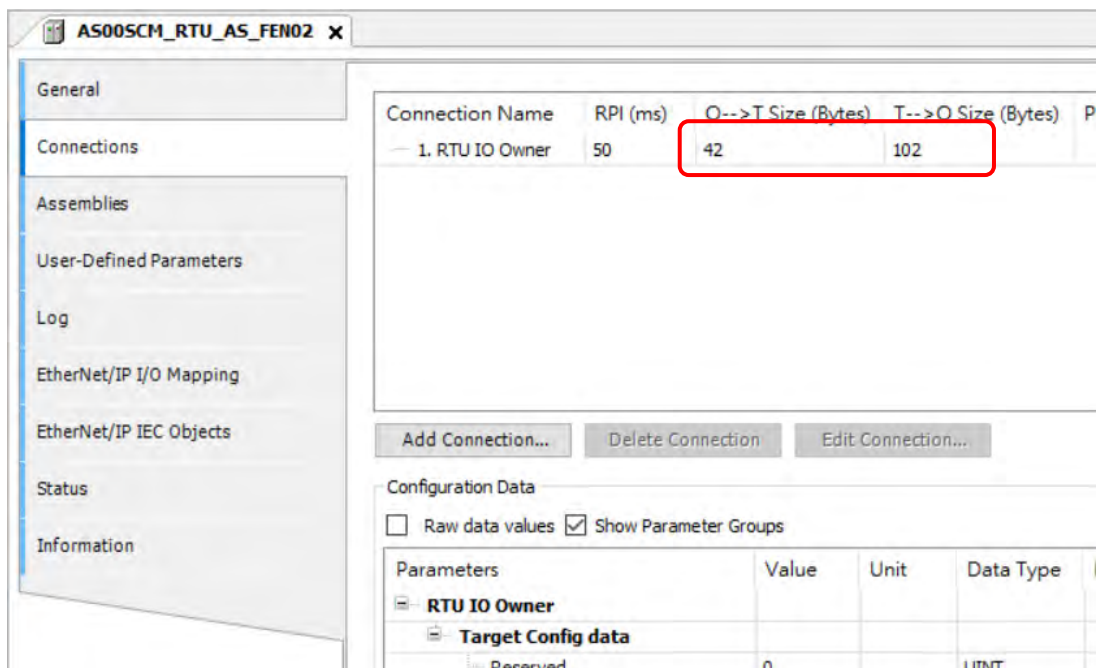 AS00SCM_RTU_AS_FEN02
General
Connections
Assemblies
User-Defined Parameters
Log
EtherNet/IP I/O Mapping
EtherNet/IP IEC Objects
Status
Information
Connection Name RPI (ms) O-->T Size (Bytes) T-->O Size (Bytes) P
1. RTU IO Owner 50 42 102
Add Connection... Delete Connection Edit Connection...
Configuration Data
Raw data values Show Parameter Groups
Parameters Value Unit Data Type
RTU IO Owner
Target Config data
Reserved 0 UINT